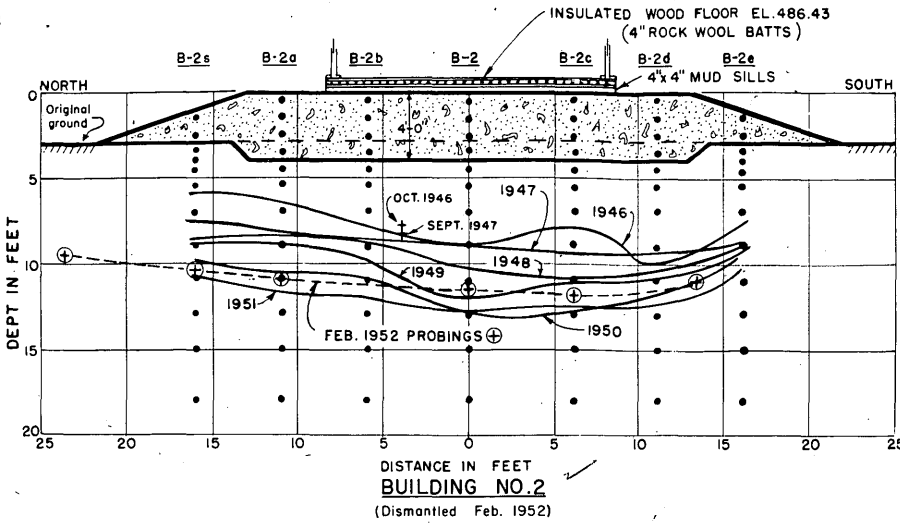 INSULATED WOOD FLOOR EL.486.43
(4" ROCK WOOL BATTS)
B-2s B-2a B-2b B-2 B-2c B-2d B-2e
4"x4" MUD SILLS
NORTH SOUTH
Original
ground
4'-0"
0
5
10
15
20
DEPT IN FEET
OCT. 1946
SEPT. 1947
1947
1946
1948
1949
1951
1950
FEB. 1952 PROBINGS
25 20 15 10 5 0 5 10 15 20 25
DISTANCE IN FEET
BUILDING NO.2
(Dismantled Feb. 1952)